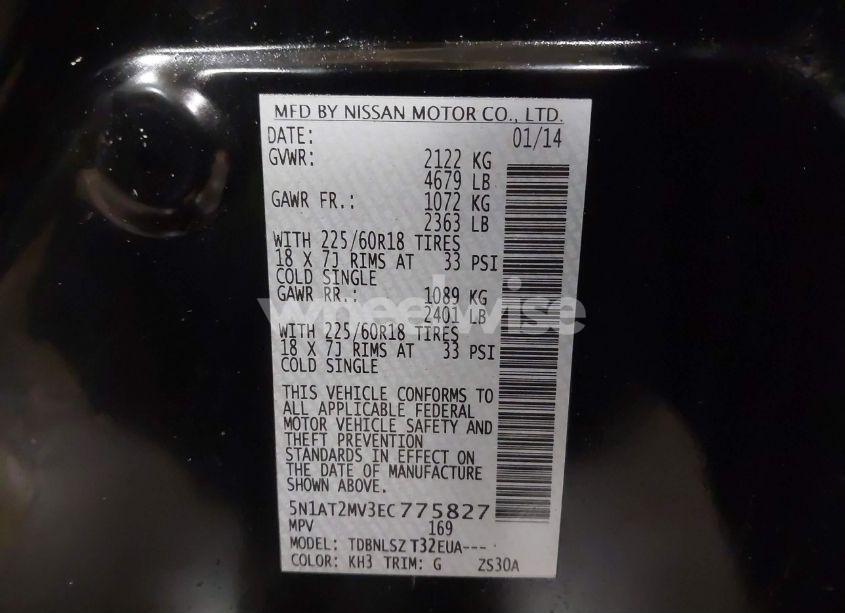 MFD BY NISSAN MOTOR CO., LTD.
DATE: 01/14
GVWR: 2122 KG
4679 LB
GAWR FR.: 1072 KG
2363 LB
WITH 225/60R18 TIRES
18 X 7J RIMS AT 33 PSI
COLD SINGLE
GAWR RR.: 1089 KG
wheelwise
2401 LB
WITH 225/60R18 TIRES
18 X 7J RIMS AT 33 PSI
COLD SINGLE
THIS VEHICLE CONFORMS TO
ALL APPLICABLE FEDERAL
MOTOR VEHICLE SAFETY AND
THEFT PREVENTION
STANDARDS IN EFFECT ON
THE DATE OF MANUFACTURE
SHOWN ABOVE.
5N1AT2MV3EC775827
MPV 169
MODEL: TDBNLSZ T32EUA---
COLOR: KH3 TRIM: G ZS30A